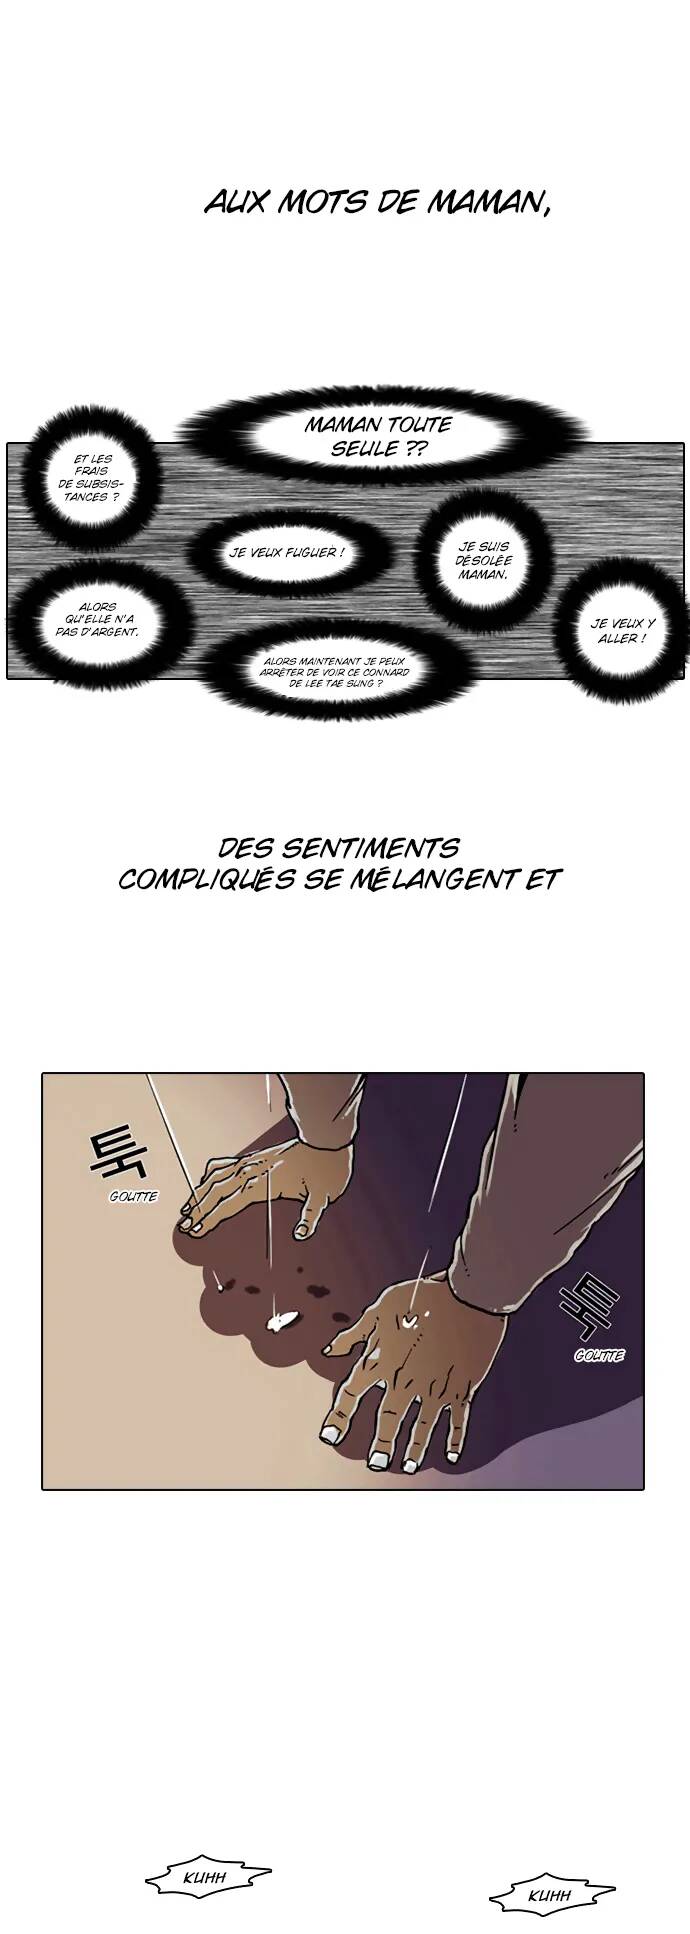 AUX MOTS DE MAMAN,
MAMAN TOUTE
SEULE ??
ET LES
FRAIS
DE SUBSIS-
TANCES ?
JE VEUX FUGUER !
JE SUIS
DÉSOLÉE
MAMAN.
ALORS
QU'ELLE N'A
PAS D'ARGENT.
JE VEUX Y
ALLER !
ALORS MAINTENANT JE PEUX
ARRÊTER DE VOIR CE CONNARD
DE LEE TAE SUNG ?
DES SENTIMENTS
COMPLIQUÉS SE MÉLANGENT ET
툭
GOUTTE
툭
GOUTTE
KUHH
KUHH